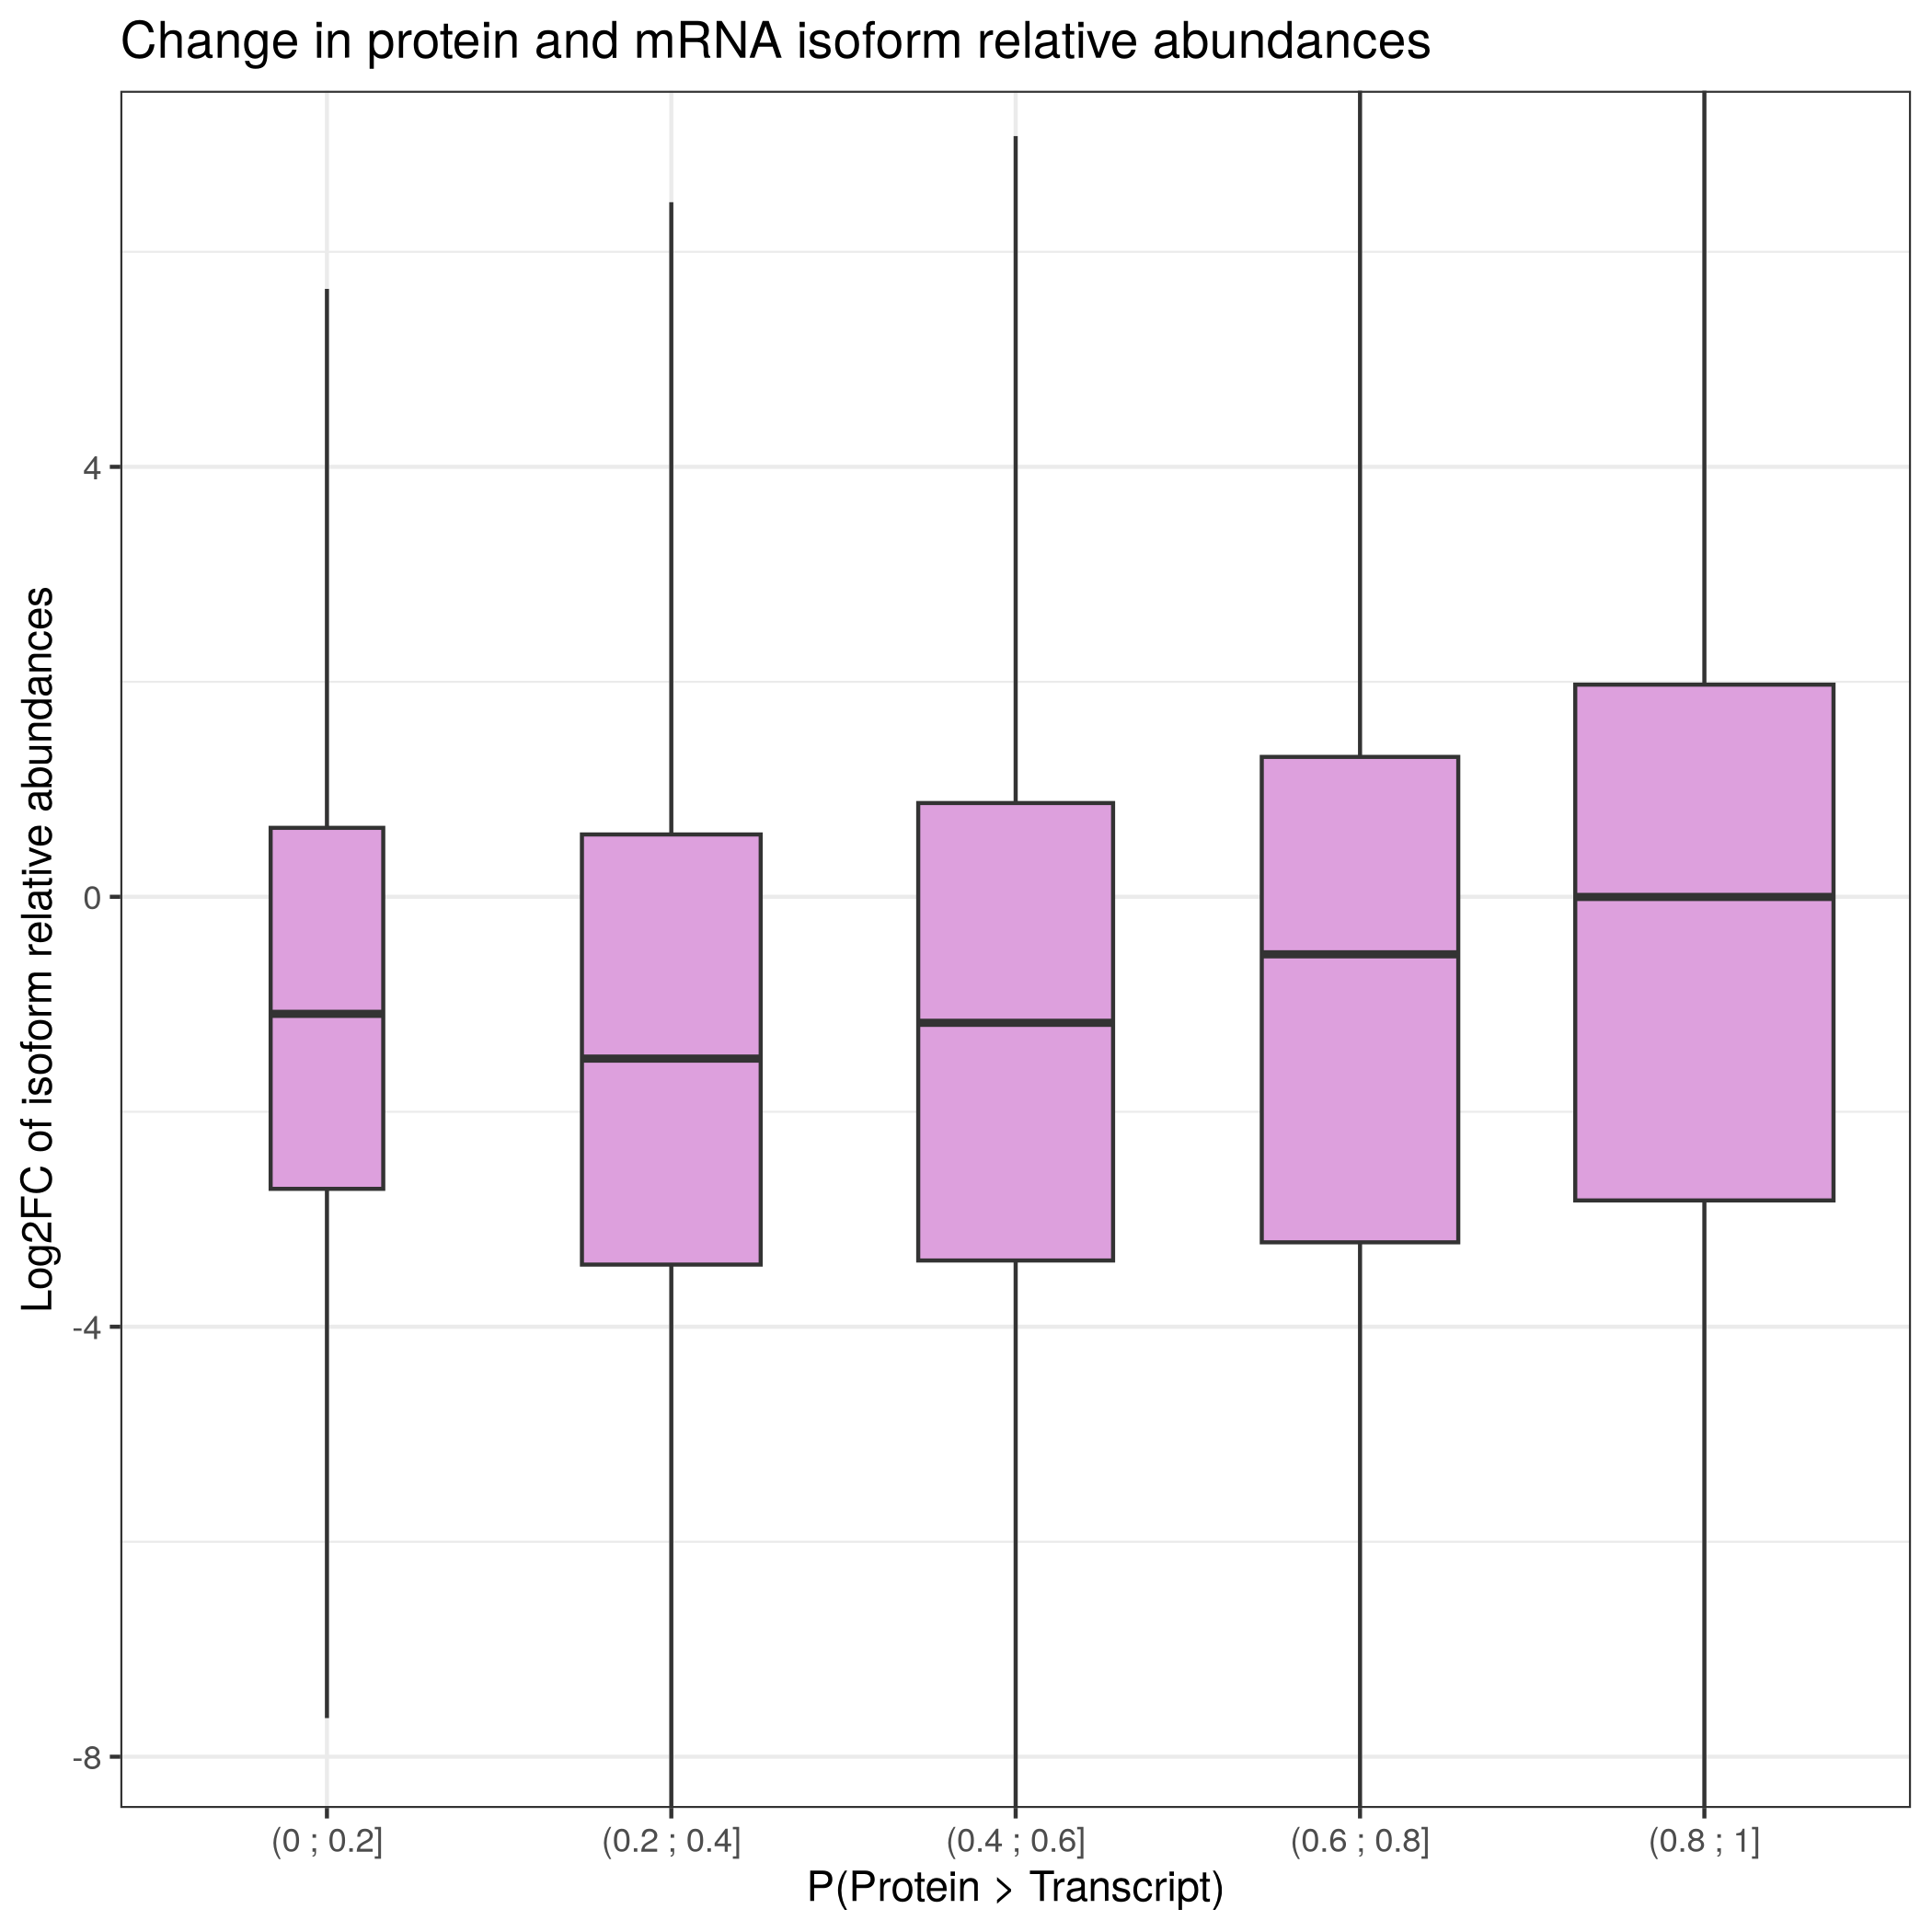 Change in protein and mRNA isoform relative abundances
Log2FC of isoform relative abundances
4
0
-4
-8
(0 ; 0.2]
(0.2 ; 0.4]
(0.4 ; 0.6]
(0.6 ; 0.8]
(0.8 ; 1]
P(Protein > Transcript)